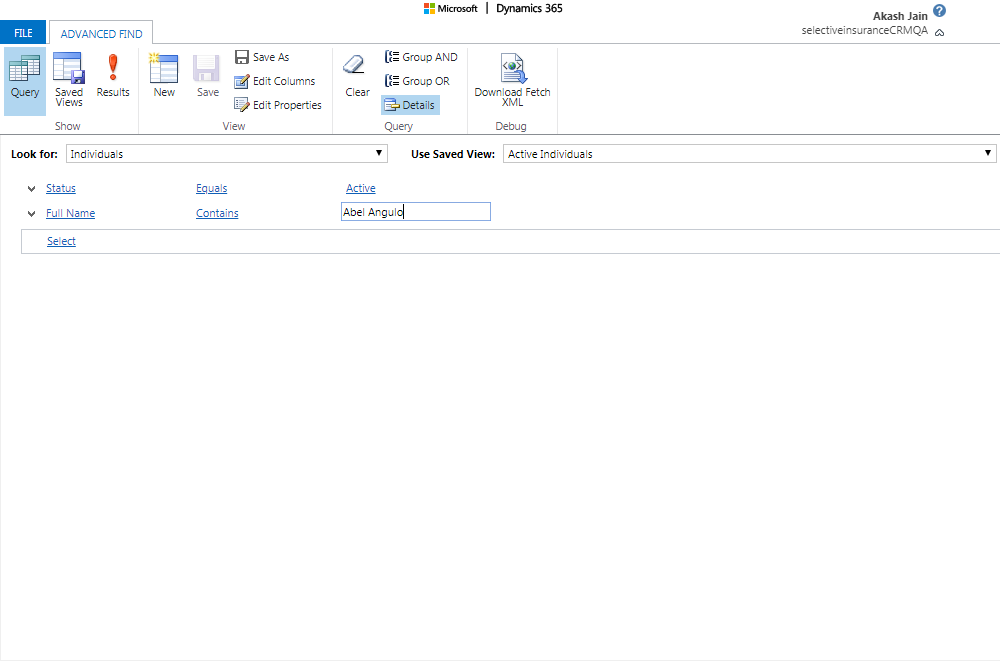 Microsoft | Dynamics 365
Akash Jain
selectiveinsuranceCRMQA
FILE
ADVANCED FIND
Query
Saved Views
Results
New
Save
Save As
Edit Columns
Edit Properties
Clear
Group AND
Group OR
Details
Download Fetch XML
Show
View
Query
Debug
Look for: Individuals
Use Saved View: Active Individuals
Status Equals Active
Full Name Contains Abel Angulo
Select